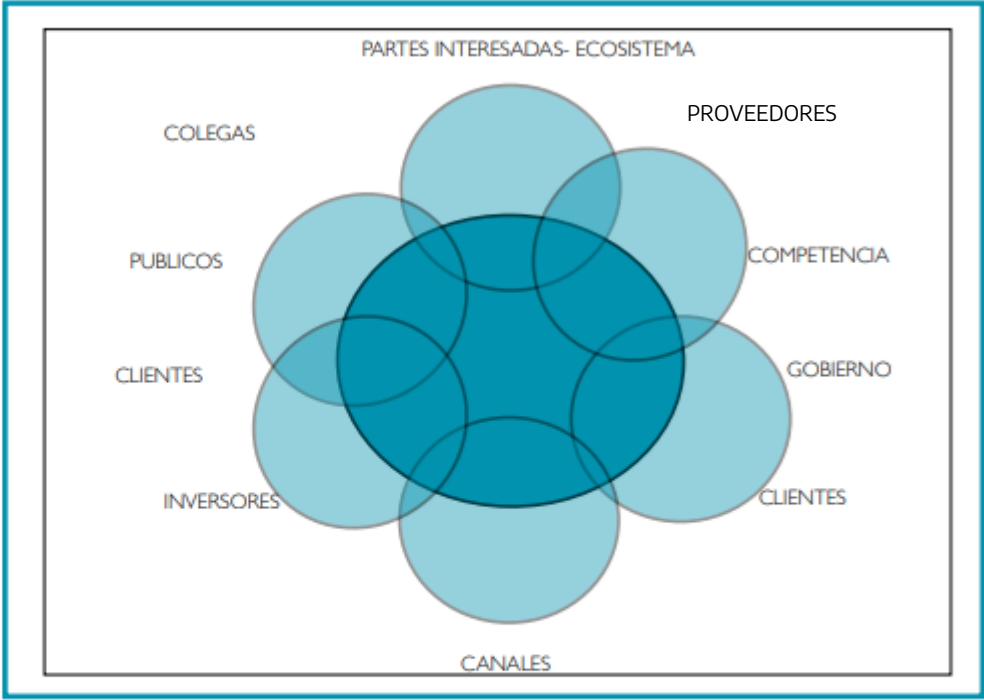 PARTES INTERESADAS- ECOSISTEMA
PROVEEDORES
COLEGAS
PUBLICOS
COMPETENCIA
CLIENTES
GOBIERNO
INVERSORES
CLIENTES
CANALES